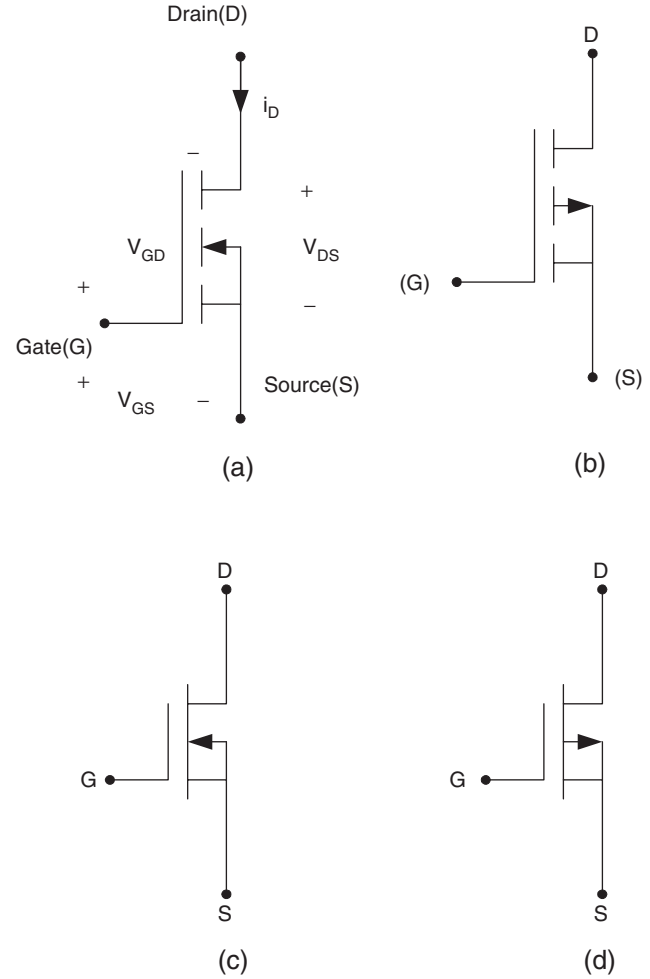 Drain(D)
i_D
−
+
V_GD
V_DS
+
−
Gate(G)
+
V_GS
−
Source(S)
(a)
D
(G)
(S)
(b)
D
G
S
(c)
D
G
S
(d)